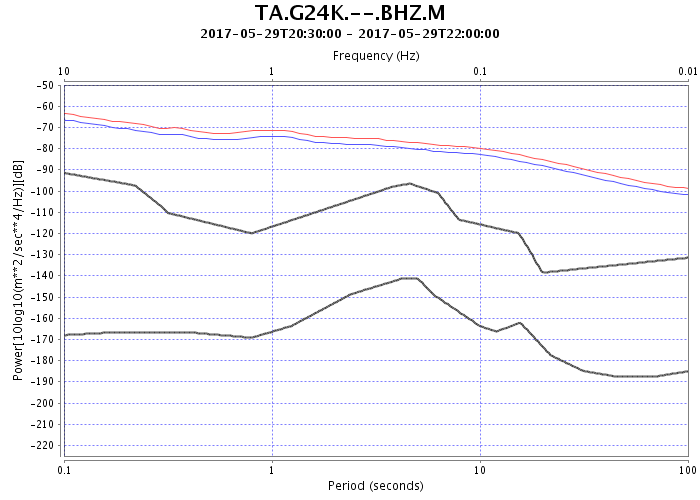 TA.G24K.--.BHZ.M
2017-05-29T20:30:00 - 2017-05-29T22:00:00
Frequency (Hz)
10 1 0.1 0.01
-50
-60
-70
-80
-90
-100
-110
-120
-130
-140
-150
-160
-170
-180
-190
-200
-210
-220
Power[10log10(m**2/sec**4/Hz)][dB]
0.1 1 10 100
Period (seconds)